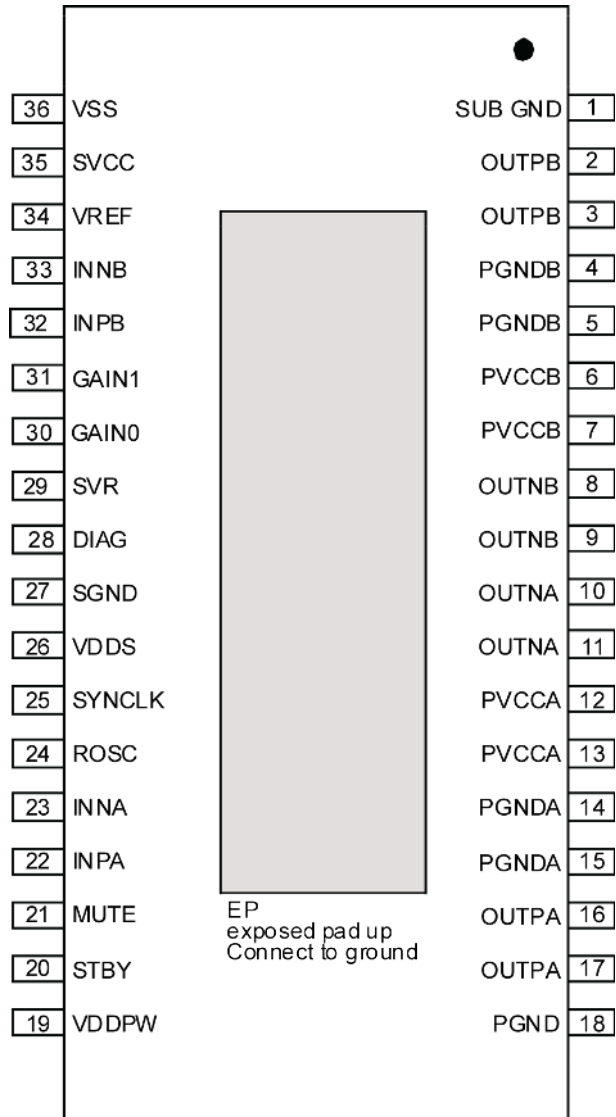 36 VSS SUB GND 1
35 SVCC OUTPB 2
34 VREF OUTPB 3
33 INNB PGNDB 4
32 INPB PGNDB 5
31 GAIN1 PVCCB 6
30 GAIN0 PVCCB 7
29 SVR OUTNB 8
28 DIAG OUTNB 9
27 SGND OUTNA 10
26 VDDS OUTNA 11
25 SYNCLK PVCCA 12
24 ROSC PVCCA 13
23 INNA PGNDA 14
22 INPA PGNDA 15
21 MUTE OUTPA 16
20 STBY OUTPA 17
19 VDDPW PGND 18
EP
exposed pad up
Connect to ground